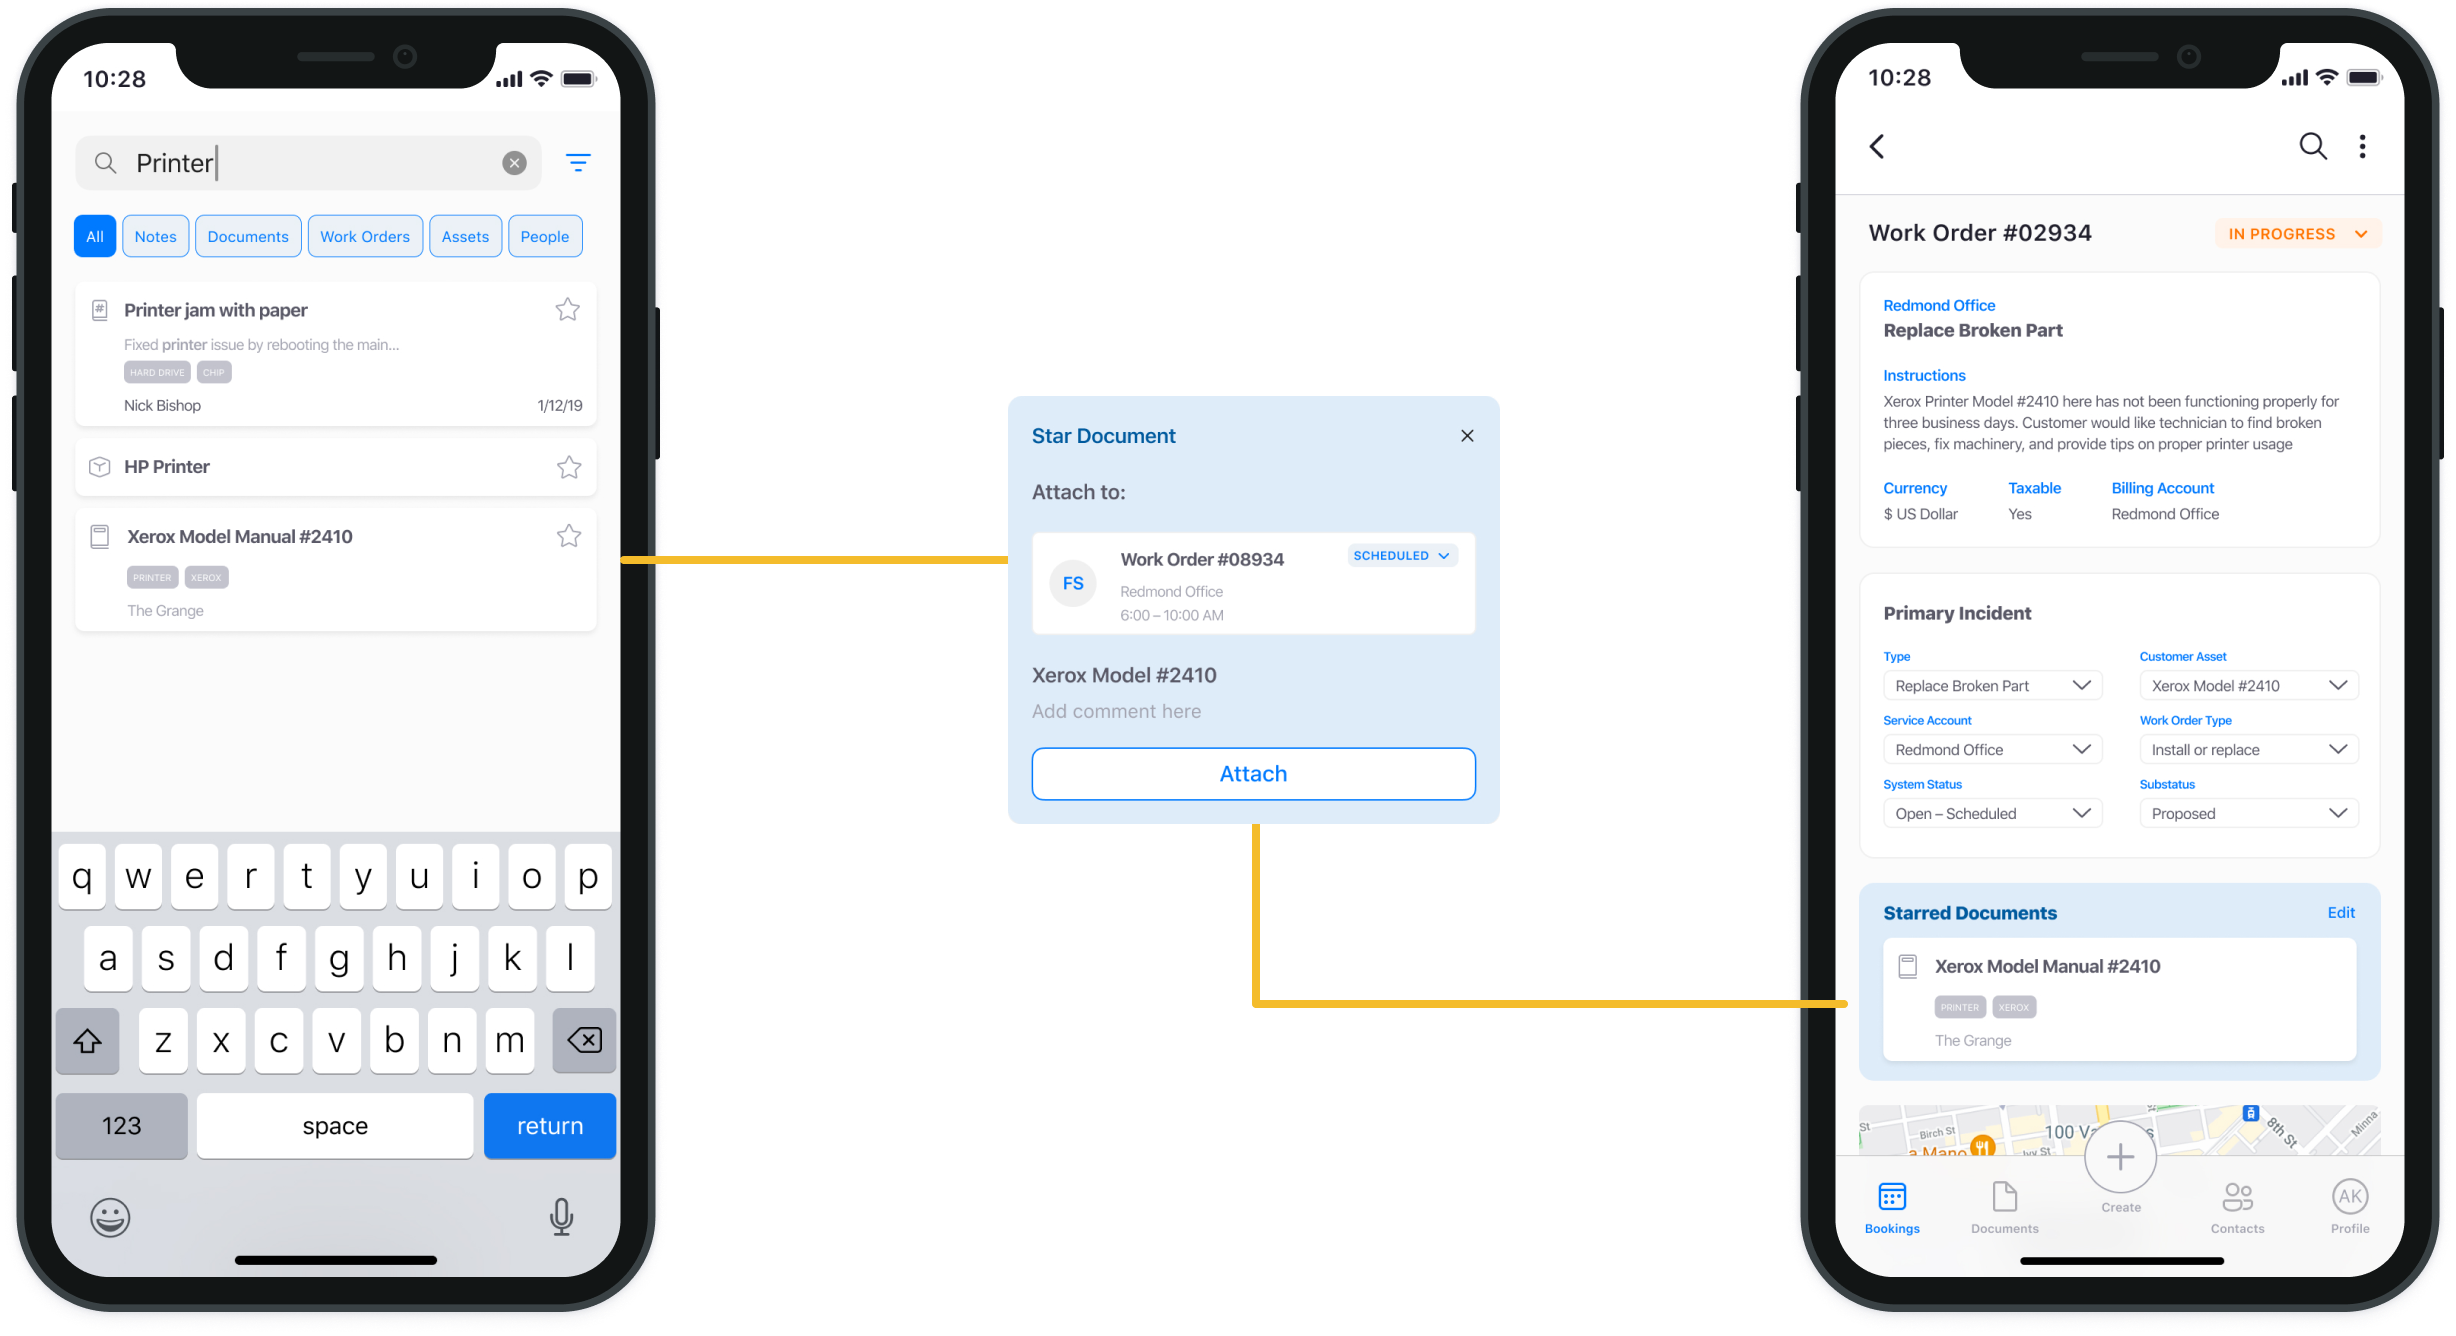 10:28
Printer
All
Notes
Documents
Work Orders
Assets
People
Printer jam with paper
Fixed printer issue by rebooting the main...
HARD DRIVE
CHIP
Nick Bishop
1/12/19
HP Printer
Xerox Model Manual #2410
PRINTER
XEROX
The Grange
q w e r t y u i o p
a s d f g h j k l
z x c v b n m
123
space
return
Star Document
Attach to:
FS
Work Order #08934
SCHEDULED
Redmond Office
6:00 – 10:00 AM
Xerox Model #2410
Add comment here
Attach
10:28
Work Order #02934
IN PROGRESS
Redmond Office
Replace Broken Part
Instructions
Xerox Printer Model #2410 here has not been functioning properly for
three business days. Customer would like technician to find broken
pieces, fix machinery, and provide tips on proper printer usage
Currency
Taxable
Billing Account
$ US Dollar
Yes
Redmond Office
Primary Incident
Type
Customer Asset
Replace Broken Part
Xerox Model #2410
Service Account
Work Order Type
Redmond Office
Install or replace
System Status
Substatus
Open – Scheduled
Proposed
Starred Documents
Edit
Xerox Model Manual #2410
PRINTER
XEROX
The Grange
St
Birch St
100 Va
s
8th St
Minna
a Mano
Ivy St
Bookings
Documents
Create
Contacts
AK
Profile